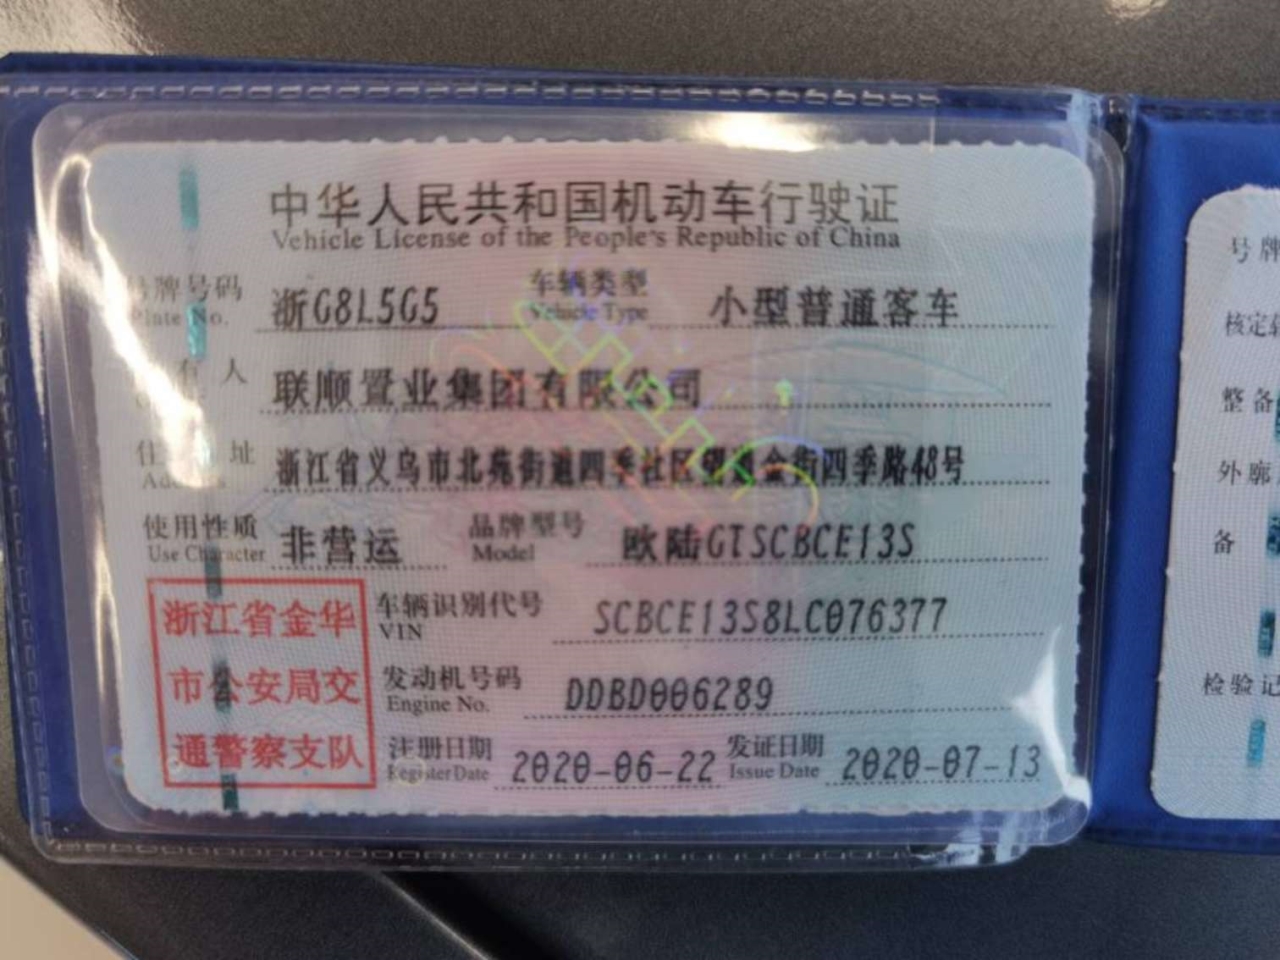 中华人民共和国机动车行驶证
Vehicle License of the People's Republic of China
号牌号码 浙G8L5G5 车辆类型 小型普通客车
Plate No. Vehicle Type
有人 联顺置业集团有限公司
住址 浙江省义乌市北苑街道四季社区 金街四季路48号
Address
使用性质 非营运 品牌型号 欧陆GTSCBCE13S
Use Character Model
浙江省金华
市公安局交
通警察支队
车辆识别代号 SCBCE13S8LC076377
VIN
发动机号码 DDBD006289
Engine No.
注册日期 2020-06-22 发证日期 2020-07-13
Register Date Issue Date
号牌
核定
整备
外廓
备
检验记